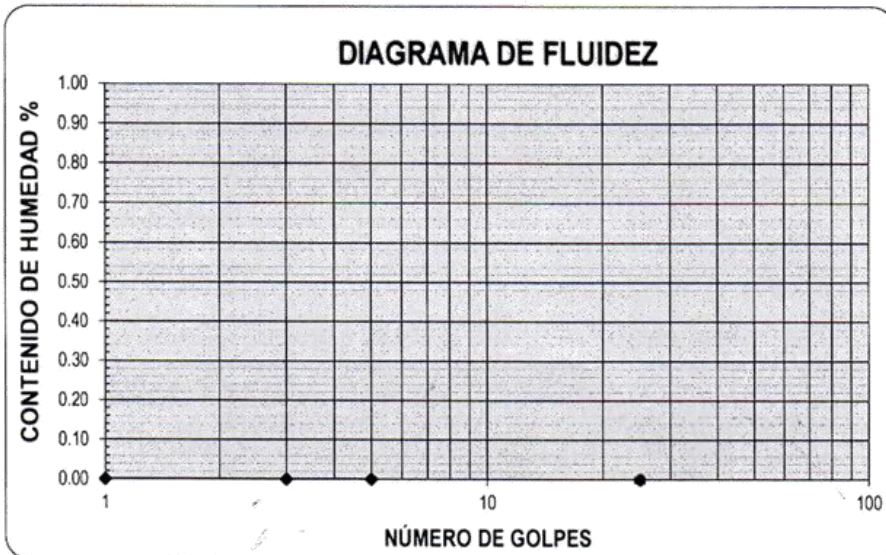 DIAGRAMA DE FLUIDEZ
CONTENIDO DE HUMEDAD %
1.00
0.90
0.80
0.70
0.60
0.50
0.40
0.30
0.20
0.10
0.00
1 10 100
NÚMERO DE GOLPES